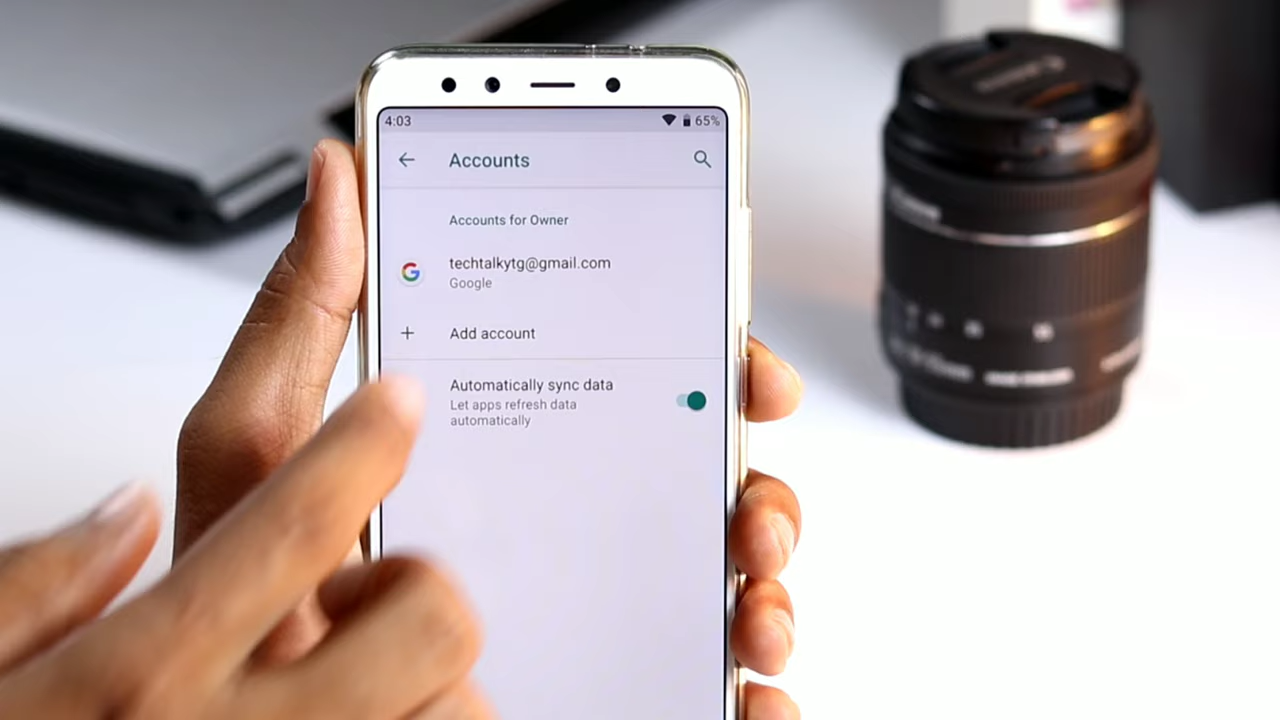 4:03
65%
Accounts
Accounts for Owner
techtalkytg@gmail.com
Google
Add account
Automatically sync data
Let apps refresh data
automatically